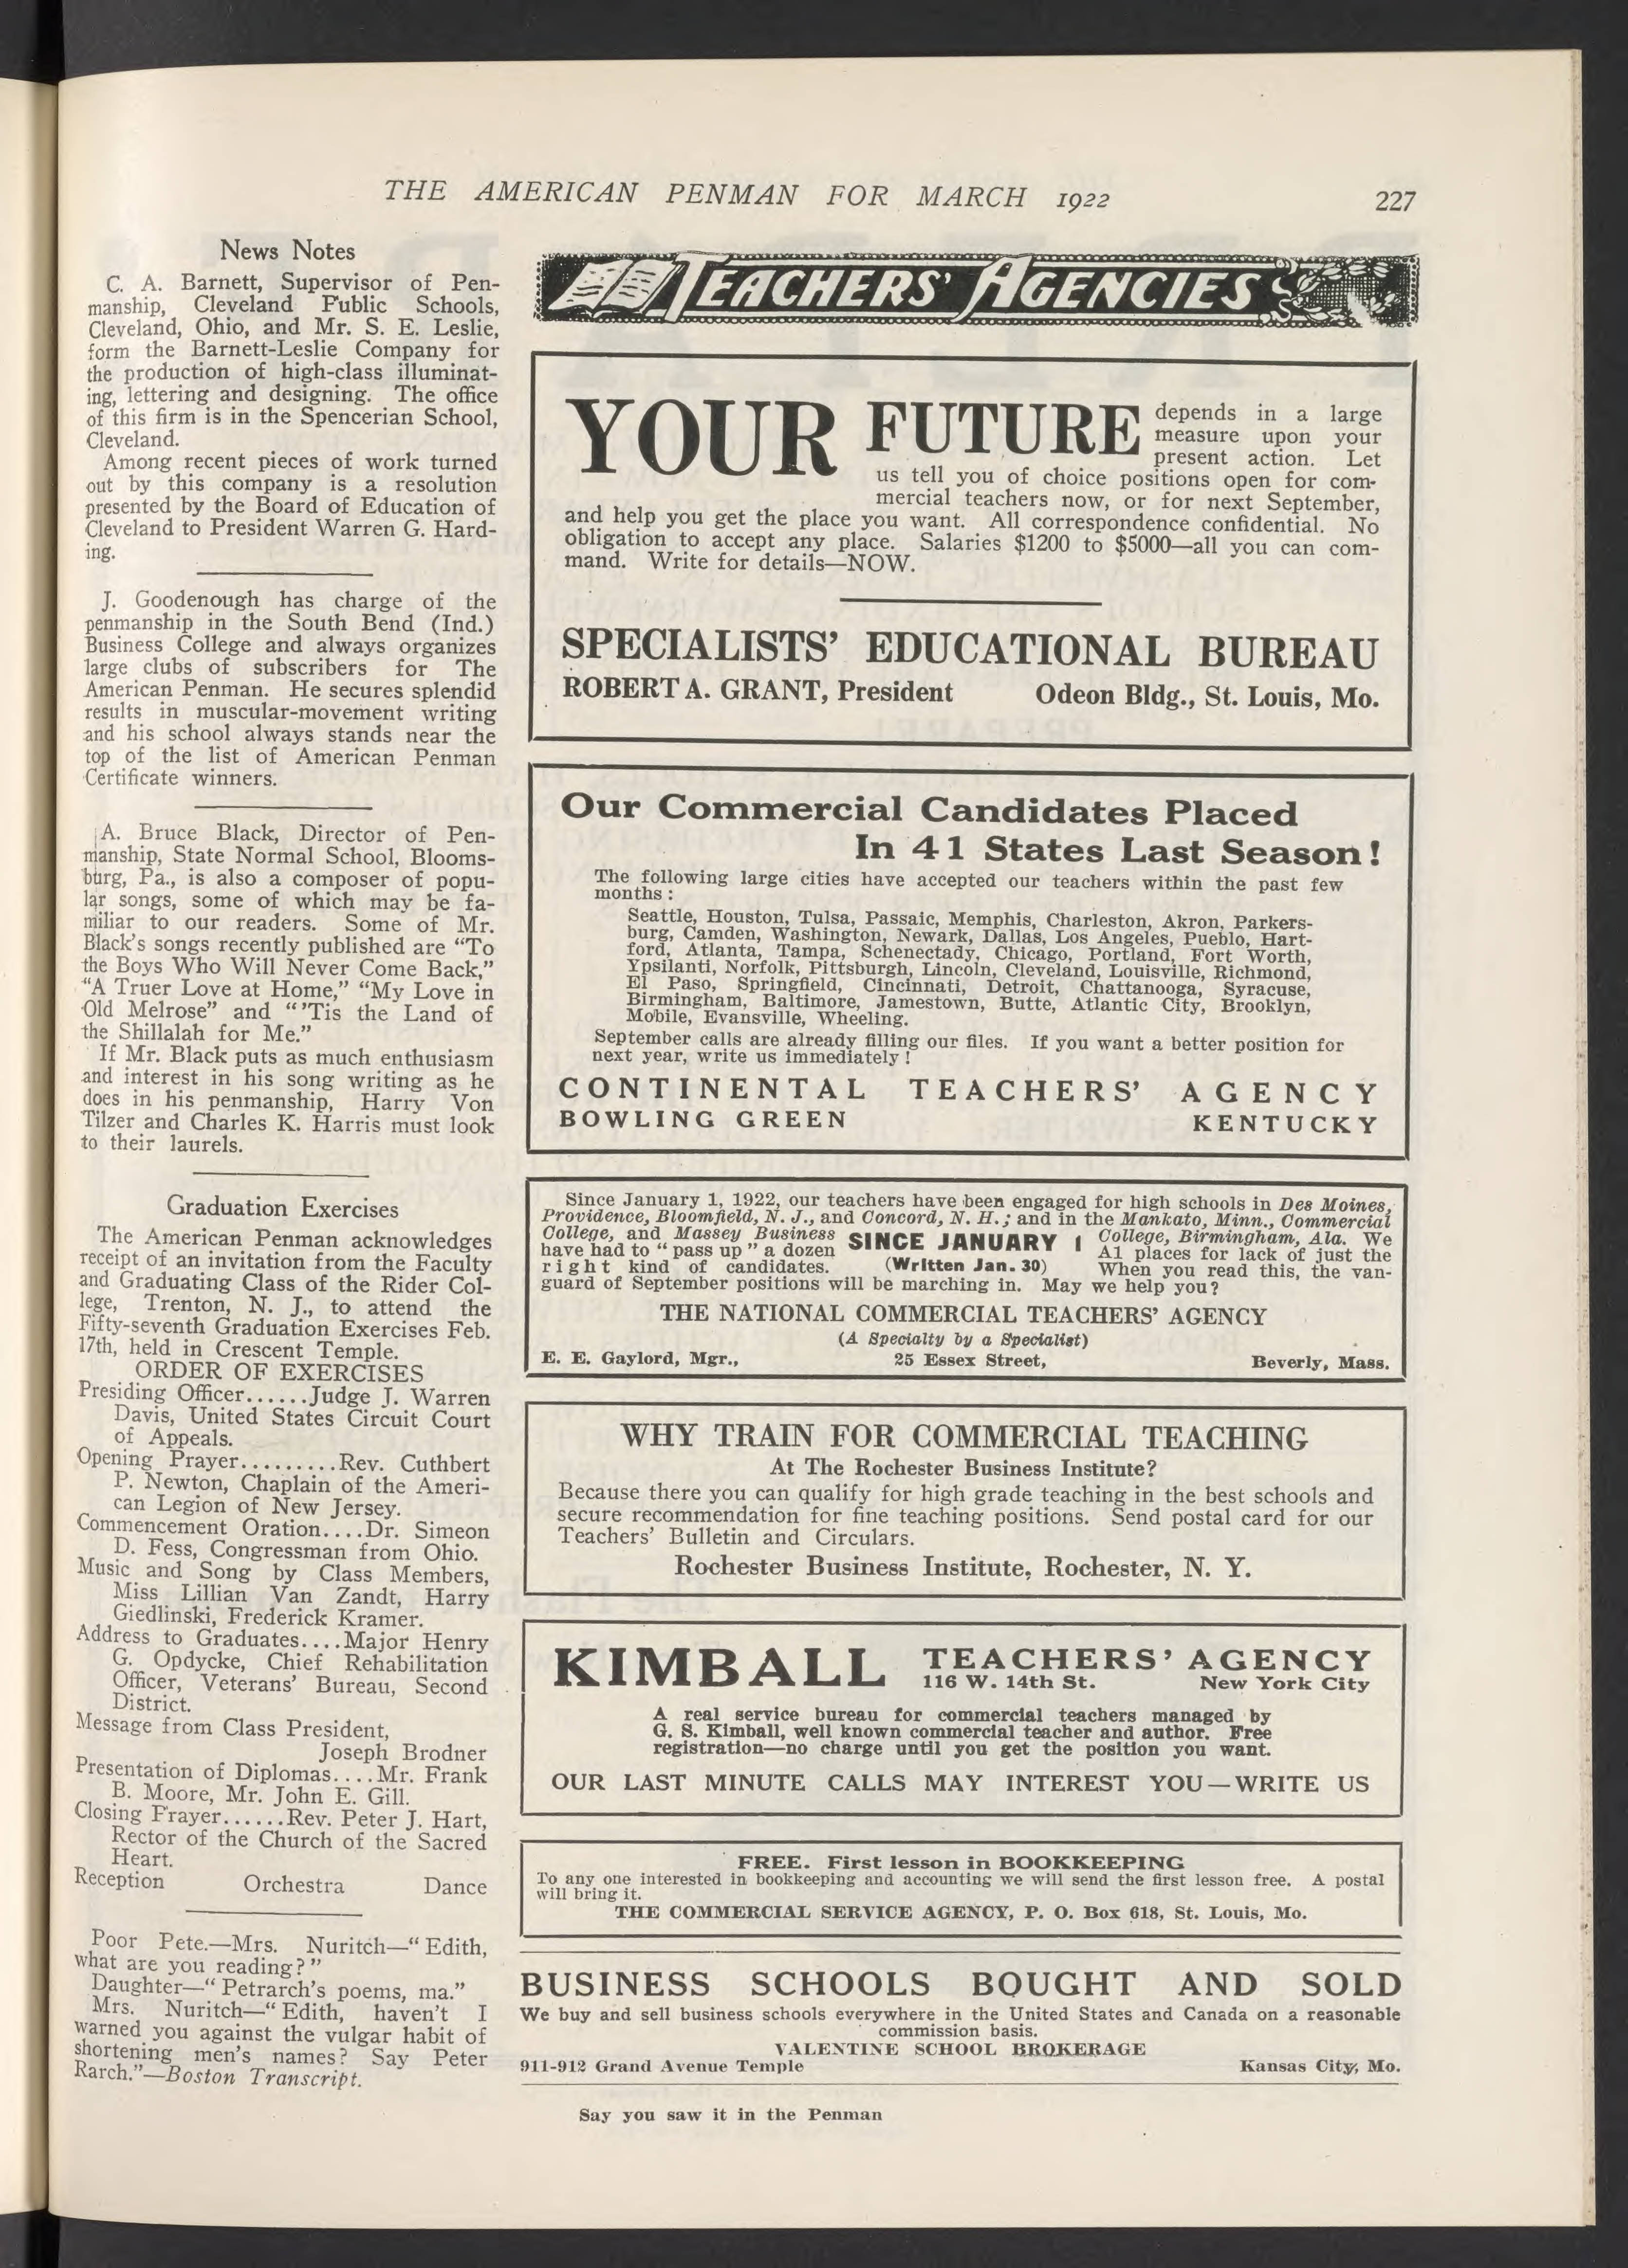 THE AMERICAN PENMAN FOR MARCH 1922
227
News Notes
C. A. Barnett, Supervisor of Pen-
manship, Cleveland Public Schools,
Cleveland, Ohio, and Mr. S. E. Leslie,
form the Barnett-Leslie Company for
the production of high-class illuminat-
ing, lettering and designing. The office
of this firm is in the Spencerian School,
Cleveland.
Among recent pieces of work turned
out by this company is a resolution
presented by the Board of Education of
Cleveland to President Warren G. Hard-
ing.
J. Goodenough has charge of the
penmanship in the South Bend (Ind.)
Business College and always organizes
large clubs of subscribers for The
American Penman. He secures splendid
results in muscular-movement writing
and his school always stands near the
top of the list of American Penman
Certificate winners.
A. Bruce Black, Director of Pen-
manship, State Normal School, Blooms-
burg, Pa., is also a composer of popu-
lar songs, some of which may be fa-
miliar to our readers. Some of Mr.
Black's songs recently published are "To
the Boys Who Will Never Come Back,"
"A Truer Love at Home," "My Love in
Old Melrose" and "'Tis the Land of
the Shillalah for Me."
If Mr. Black puts as much enthusiasm
and interest in his song writing as he
does in his penmanship, Harry Von
Tilzer and Charles K. Harris must look
to their laurels.
Graduation Exercises
The American Penman acknowledges
receipt of an invitation from the Faculty
and Graduating Class of the Rider Col-
lege, Trenton, N. J., to attend the
Fifty-seventh Graduation Exercises Feb.
17th, held in Crescent Temple.
ORDER OF EXERCISES
Presiding Officer......Judge J. Warren
Davis, United States Circuit Court
of Appeals.
Opening Prayer.........Rev. Cuthbert
P. Newton, Chaplain of the Ameri-
can Legion of New Jersey.
Commencement Oration....Dr. Simeon
D. Fess, Congressman from Ohio.
Music and Song by Class Members,
Miss Lillian Van Zandt, Harry
Giedlinski, Frederick Kramer.
Address to Graduates....Major Henry
G. Opdycke, Chief Rehabilitation
Officer, Veterans' Bureau, Second
District.
Message from Class President,
Joseph Brodner
Presentation of Diplomas....Mr. Frank
B. Moore, Mr. John E. Gill.
Closing Prayer......Rev. Peter J. Hart,
Rector of the Church of the Sacred
Heart.
Reception Orchestra Dance
Poor Pete.—Mrs. Nuritch—"Edith,
what are you reading?"
Daughter—"Petrarch's poems, ma."
Mrs. Nuritch—"Edith, haven't I
warned you against the vulgar habit of
shortening men's names? Say Peter
Rarch."—Boston Transcript.
TEACHERS' AGENCIES
YOUR FUTURE depends in a large
measure upon your
present action. Let
us tell you of choice positions open for com-
mercial teachers now, or for next September,
and help you get the place you want. All correspondence confidential. No
obligation to accept any place. Salaries $1200 to $5000—all you can com-
mand. Write for details—NOW.
SPECIALISTS' EDUCATIONAL BUREAU
ROBERT A. GRANT, President Odeon Bldg., St. Louis, Mo.
Our Commercial Candidates Placed
In 41 States Last Season!
The following large cities have accepted our teachers within the past few
months:
Seattle, Houston, Tulsa, Passaic, Memphis, Charleston, Akron, Parkers-
burg, Camden, Washington, Newark, Dallas, Los Angeles, Pueblo, Hart-
ford, Atlanta, Tampa, Schenectady, Chicago, Portland, Fort Worth,
Ypsilanti, Norfolk, Pittsburgh, Lincoln, Cleveland, Louisville, Richmond,
El Paso, Springfield, Cincinnati, Detroit, Chattanooga, Syracuse,
Birmingham, Baltimore, Jamestown, Butte, Atlantic City, Brooklyn,
Mobile, Evansville, Wheeling.
September calls are already filling our files. If you want a better position for
next year, write us immediately!
CONTINENTAL TEACHERS' AGENCY
BOWLING GREEN KENTUCKY
Since January 1, 1922, our teachers have been engaged for high schools in Des Moines,
Providence, Bloomfield, N. J., and Concord, N. H.; and in the Mankato, Minn., Commercial
College, and Massey Business College, Birmingham, Ala. We
have had to "pass up" a dozen SINCE JANUARY 1 A1 places for lack of just the
right kind of candidates. (Written Jan. 30) When you read this, the van-
guard of September positions will be marching in. May we help you?
THE NATIONAL COMMERCIAL TEACHERS' AGENCY
(A Specialty by a Specialist)
E. E. Gaylord, Mgr., 25 Essex Street, Beverly, Mass.
WHY TRAIN FOR COMMERCIAL TEACHING
At The Rochester Business Institute?
Because there you can qualify for high grade teaching in the best schools and
secure recommendation for fine teaching positions. Send postal card for our
Teachers' Bulletin and Circulars.
Rochester Business Institute, Rochester, N. Y.
KIMBALL TEACHERS' AGENCY
116 W. 14th St. New York City
A real service bureau for commercial teachers managed by
G. S. Kimball, well known commercial teacher and author. Free
registration—no charge until you get the position you want.
OUR LAST MINUTE CALLS MAY INTEREST YOU—WRITE US
FREE. First lesson in BOOKKEEPING
To any one interested in bookkeeping and accounting we will send the first lesson free. A postal
will bring it.
THE COMMERCIAL SERVICE AGENCY, P. O. Box 618, St. Louis, Mo.
BUSINESS SCHOOLS BOUGHT AND SOLD
We buy and sell business schools everywhere in the United States and Canada on a reasonable
commission basis.
VALENTINE SCHOOL BROKERAGE
911-912 Grand Avenue Temple Kansas City, Mo.
Say you saw it in the Penman